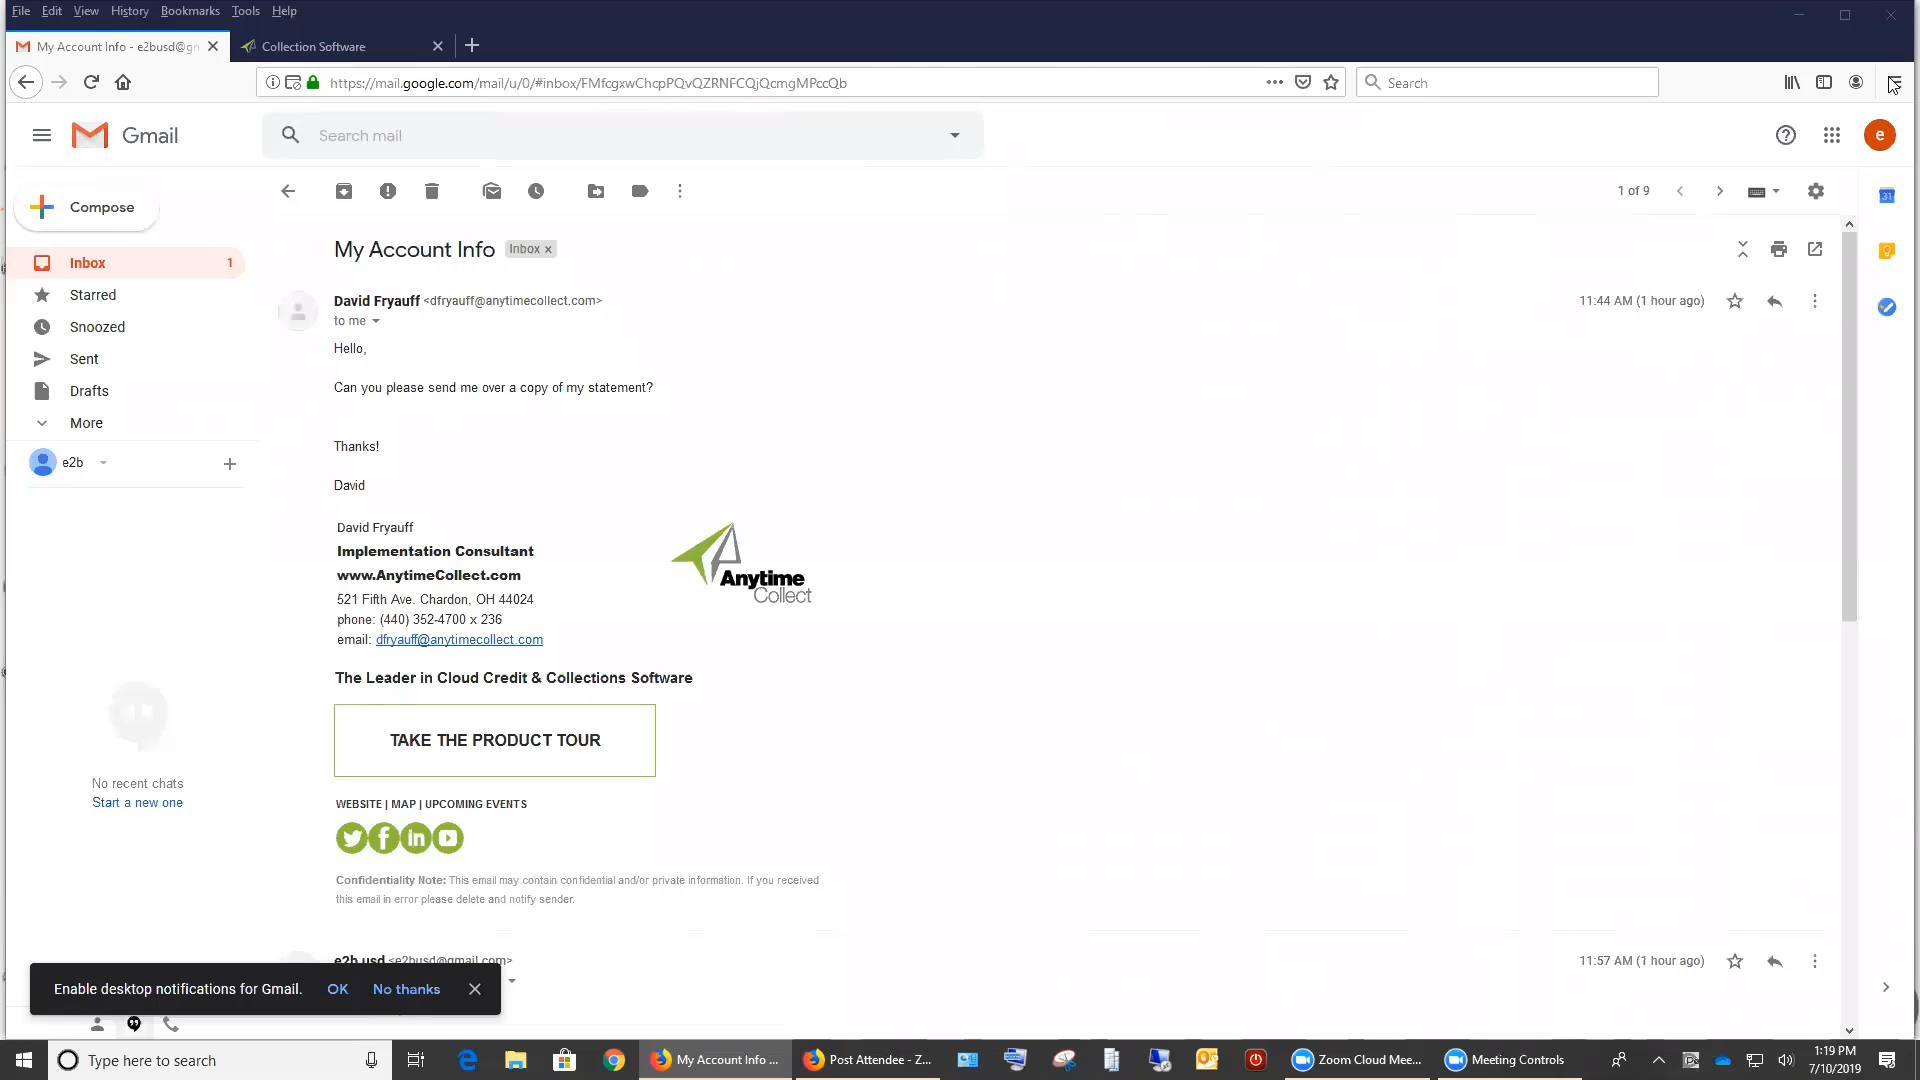 File Edit View History Bookmarks Tools Help
My Account Info - e2busd@gn
Collection Software
https://mail.google.com/mail/u/0/#inbox/FMfcgxwChcpPQvQZRNFCQjQcmgMPccQb
Search
Gmail
Search mail
e
Compose
1 of 9
31
My Account Info
Inbox x
Inbox 1
Starred
Snoozed
Sent
Drafts
More
e2b
David Fryauff <dfryauff@anytimecollect.com>
11:44 AM (1 hour ago)
to me
Hello,
Can you please send me over a copy of my statement?
Thanks!
David
David Fryauff
Implementation Consultant
www.AnytimeCollect.com
521 Fifth Ave. Chardon, OH 44024
phone: (440) 352-4700 x 236
email: dfryauff@anytimecollect.com
Anytime
Collect
The Leader in Cloud Credit & Collections Software
TAKE THE PRODUCT TOUR
WEBSITE | MAP | UPCOMING EVENTS
Confidentiality Note: This email may contain confidential and/or private information. If you received
this email in error please delete and notify sender.
No recent chats
Start a new one
e2b usd <e2busd@gmail.com>
11:57 AM (1 hour ago)
Enable desktop notifications for Gmail. OK No thanks
Type here to search
My Account Info ...
Post Attendee - Z...
Zoom Cloud Mee...
Meeting Controls
1:19 PM
7/10/2019